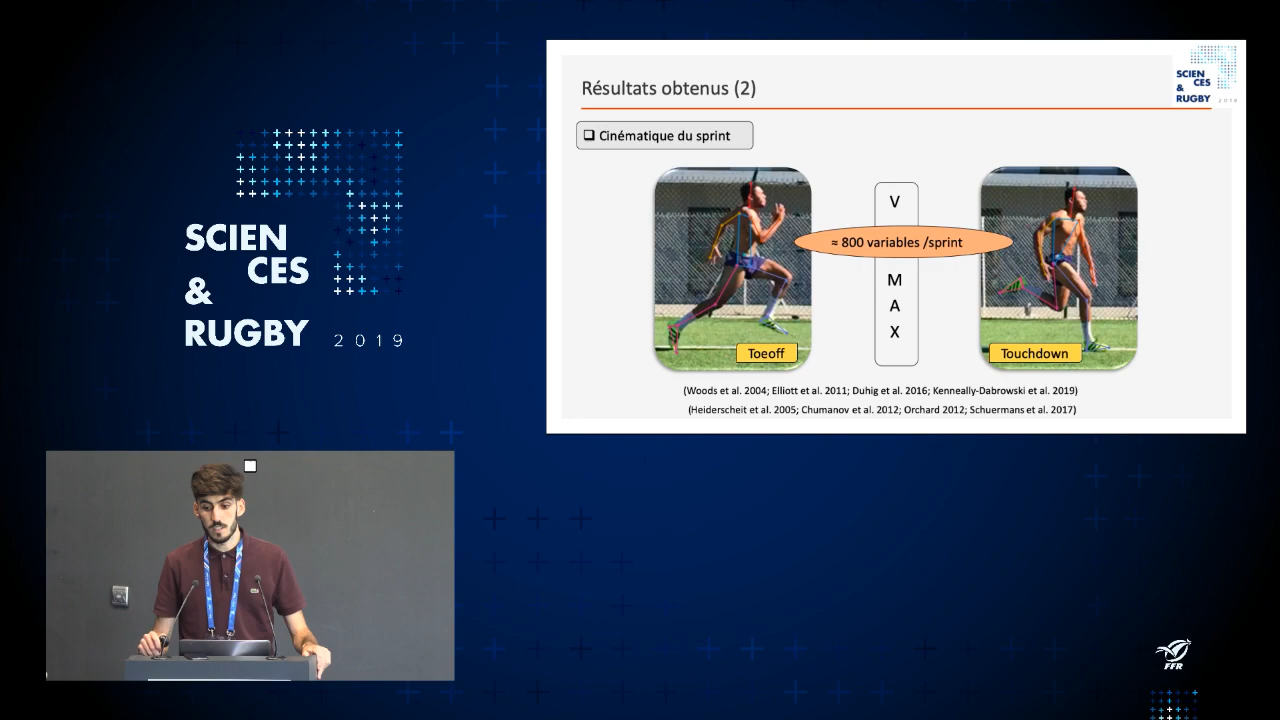 SCIEN
CES
&
RUGBY 2019
Résultats obtenus (2)
SCIEN
CES
&
RUGBY 2019
❑ Cinématique du sprint
V
≈ 800 variables /sprint
M
A
X
Toeoff
Touchdown
(Woods et al. 2004; Elliott et al. 2011; Duhig et al. 2016; Kenneally-Dabrowski et al. 2019)
(Heiderscheit et al. 2005; Chumanov et al. 2012; Orchard 2012; Schuermans et al. 2017)
FFR